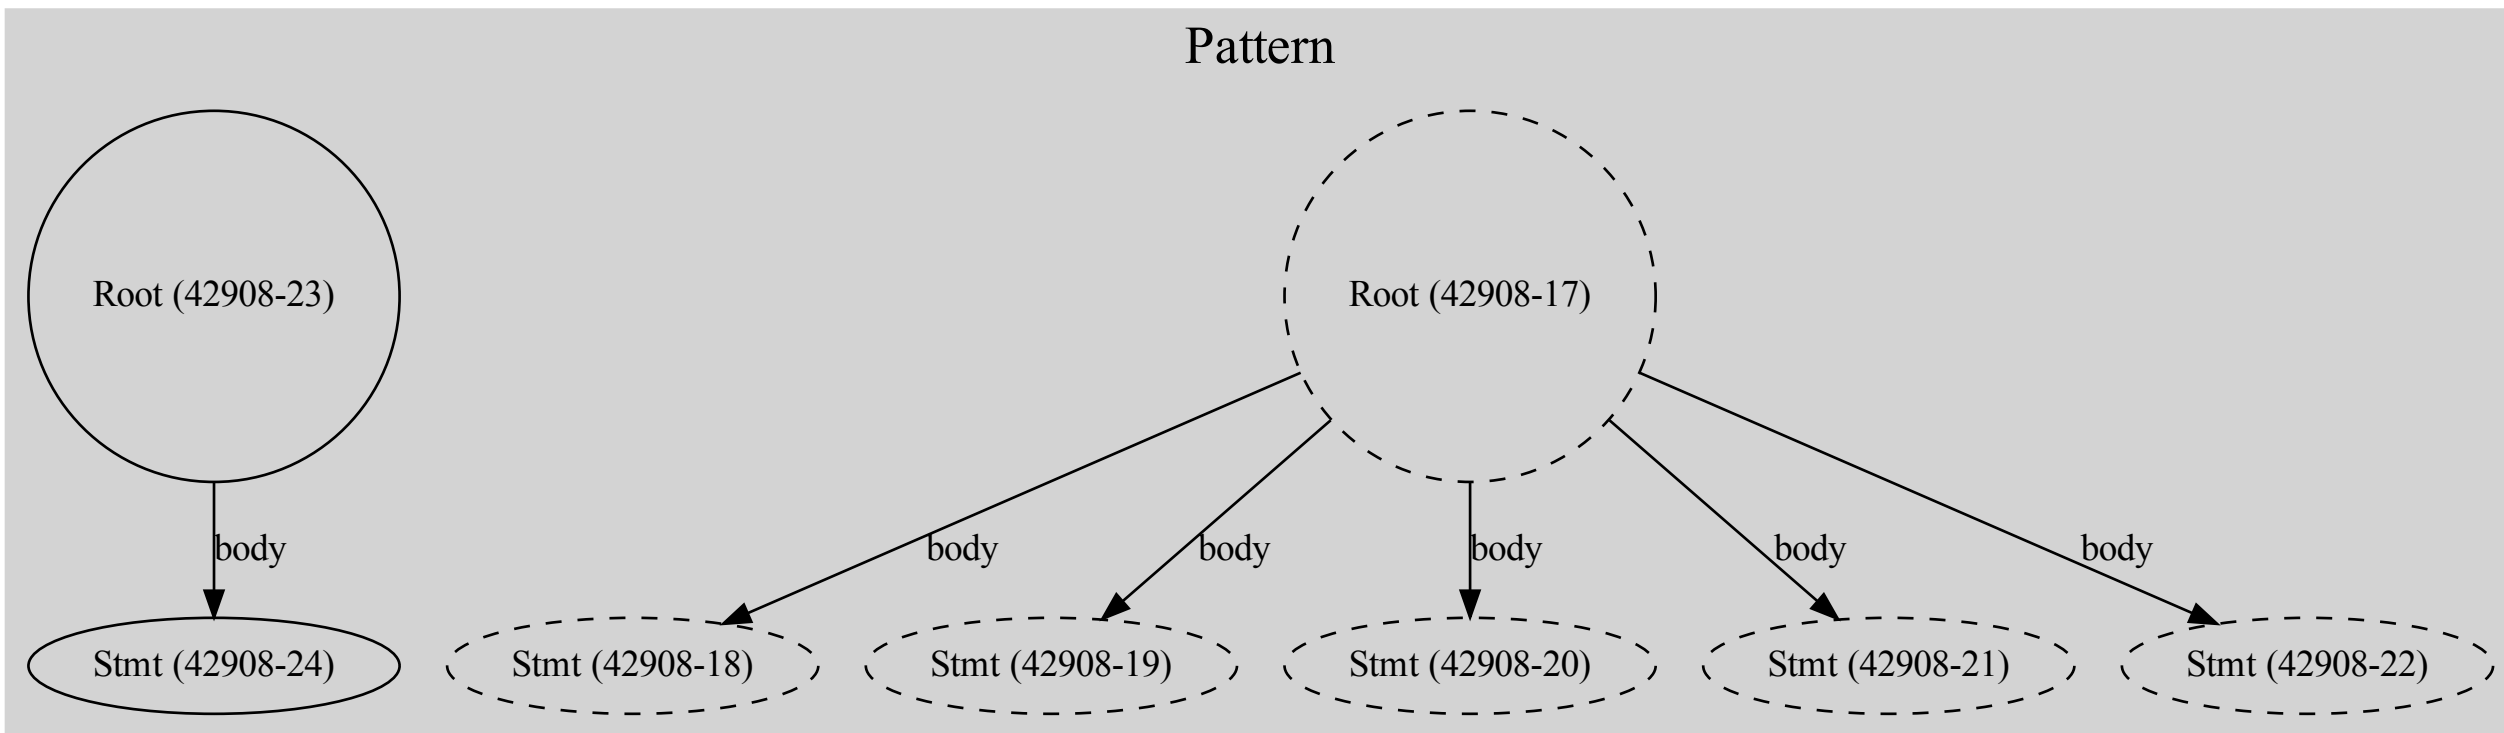 Pattern
Root (42908-23)
Root (42908-17)
body
body
body
body
body
body
Stmt (42908-24)
Stmt (42908-18)
Stmt (42908-19)
Stmt (42908-20)
Stmt (42908-21)
Stmt (42908-22)